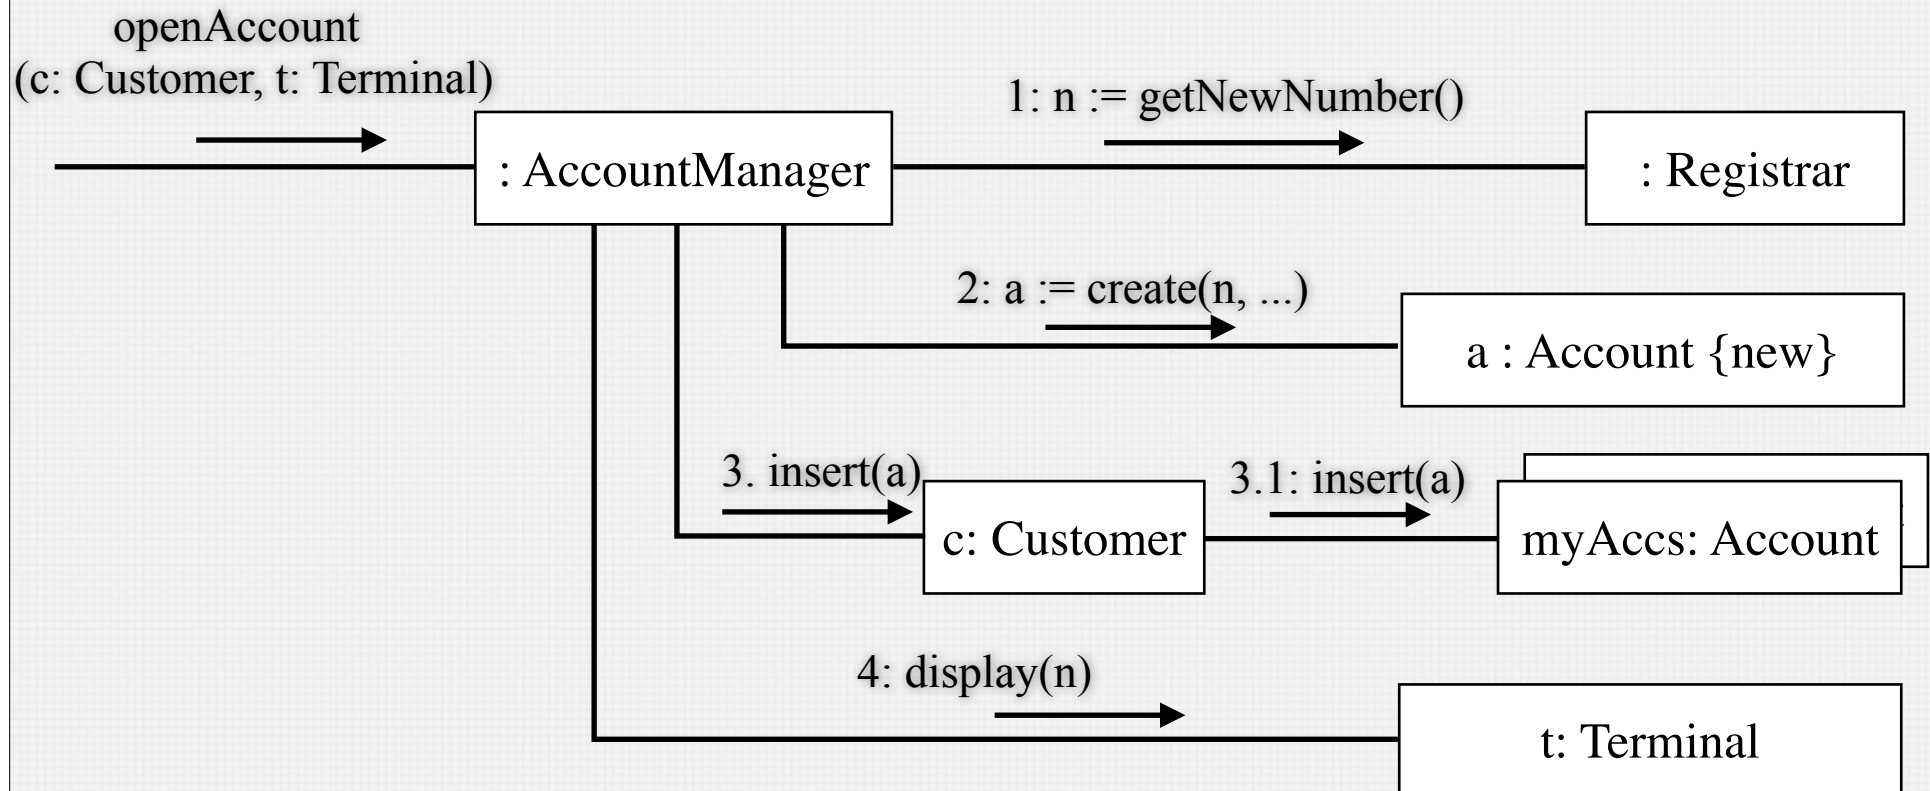 openAccount
(c: Customer, t: Terminal)
1: n := getNewNumber()
: AccountManager
: Registrar
2: a := create(n, ...)
a : Account {new}
3. insert(a)
3.1: insert(a)
c: Customer
myAccs: Account
4: display(n)
t: Terminal